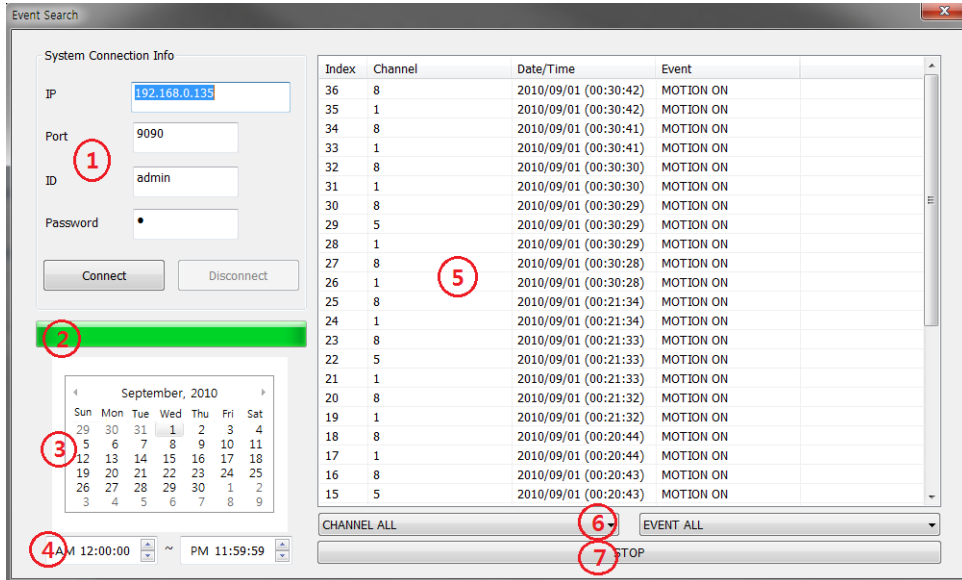 Event Search
x
System Connection Info
IP 192.168.0.135
Port 9090
1
ID admin
Password •
Connect Disconnect
2
September, 2010
Sun Mon Tue Wed Thu Fri Sat
29 30 31 1 2 3 4
5 6 7 8 9 10 11
3
12 13 14 15 16 17 18
19 20 21 22 23 24 25
26 27 28 29 30 1 2
3 4 5 6 7 8 9
4
AM 12:00:00 ~ PM 11:59:59
Index Channel Date/Time Event
36 8 2010/09/01 (00:30:42) MOTION ON
35 1 2010/09/01 (00:30:42) MOTION ON
34 8 2010/09/01 (00:30:41) MOTION ON
33 1 2010/09/01 (00:30:41) MOTION ON
32 8 2010/09/01 (00:30:30) MOTION ON
31 1 2010/09/01 (00:30:30) MOTION ON
30 8 2010/09/01 (00:30:29) MOTION ON
29 5 2010/09/01 (00:30:29) MOTION ON
28 1 2010/09/01 (00:30:29) MOTION ON
27 8 2010/09/01 (00:30:28) MOTION ON
5
26 1 2010/09/01 (00:30:28) MOTION ON
25 8 2010/09/01 (00:21:34) MOTION ON
24 1 2010/09/01 (00:21:34) MOTION ON
23 8 2010/09/01 (00:21:33) MOTION ON
22 5 2010/09/01 (00:21:33) MOTION ON
21 1 2010/09/01 (00:21:33) MOTION ON
20 8 2010/09/01 (00:21:32) MOTION ON
19 1 2010/09/01 (00:21:32) MOTION ON
18 8 2010/09/01 (00:20:44) MOTION ON
17 1 2010/09/01 (00:20:44) MOTION ON
16 8 2010/09/01 (00:20:43) MOTION ON
15 5 2010/09/01 (00:20:43) MOTION ON
CHANNEL ALL 6 EVENT ALL
7 STOP